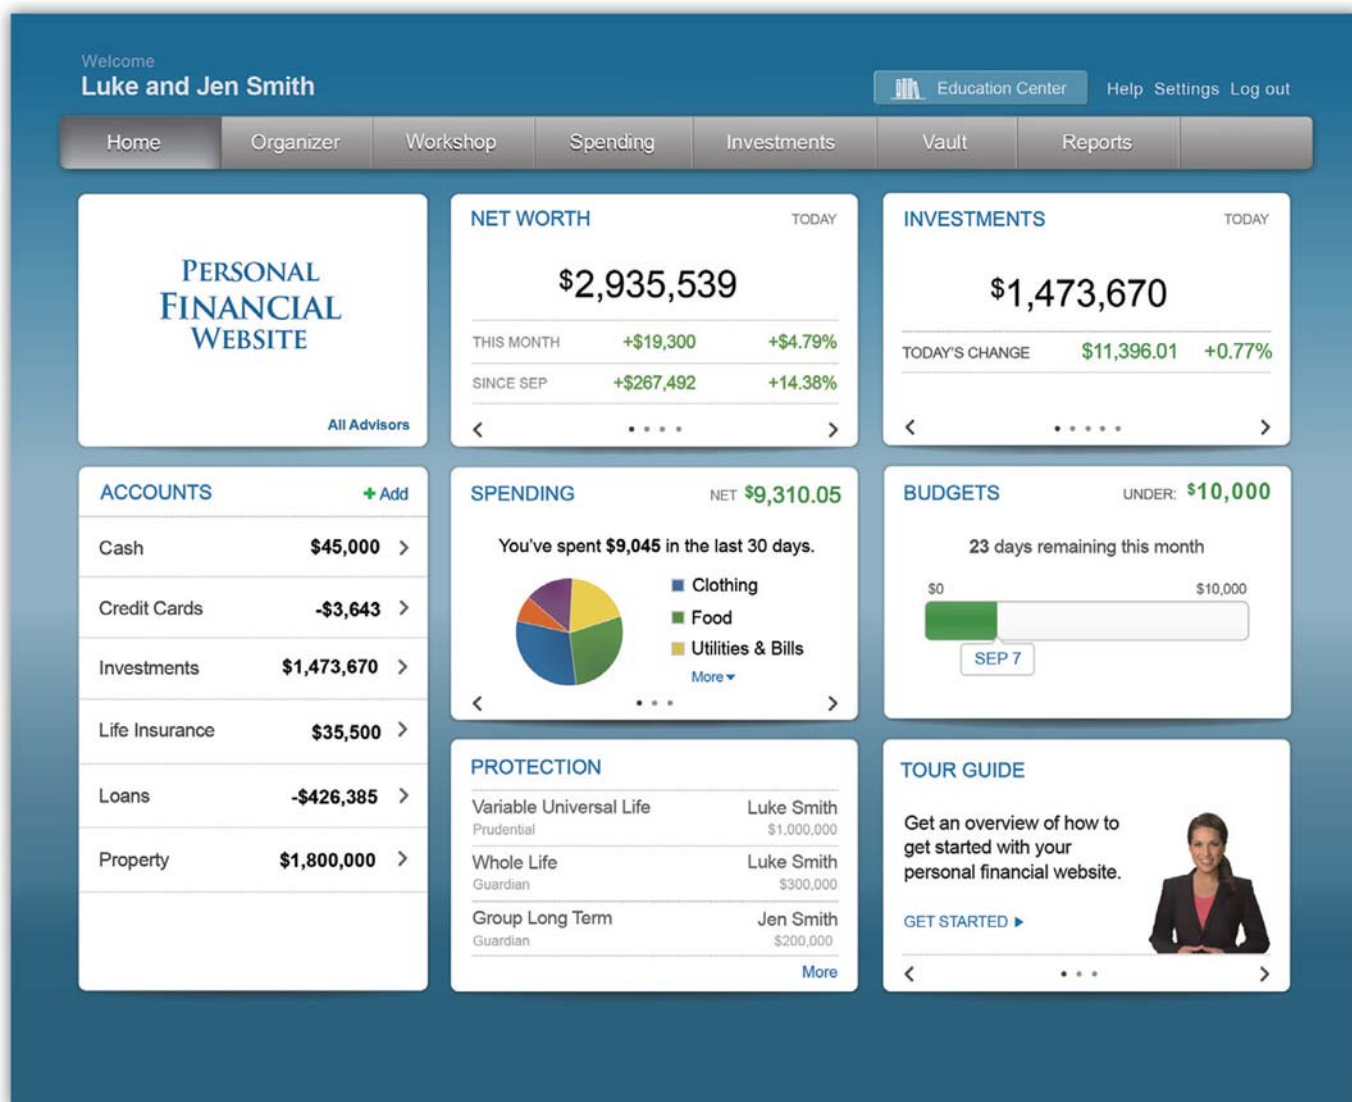 Welcome
Luke and Jen Smith
Education Center
Help Settings Log out
Home Organizer Workshop Spending Investments Vault Reports
PERSONAL
FINANCIAL
WEBSITE
All Advisors
NET WORTH TODAY
$2,935,539
THIS MONTH +$19,300 +$4.79%
SINCE SEP +$267,492 +14.38%
INVESTMENTS TODAY
$1,473,670
TODAY'S CHANGE $11,396.01 +0.77%
ACCOUNTS + Add
Cash $45,000
Credit Cards -$3,643
Investments $1,473,670
Life Insurance $35,500
Loans -$426,385
Property $1,800,000
SPENDING NET $9,310.05
You've spent $9,045 in the last 30 days.
Clothing
Food
Utilities & Bills
More
BUDGETS UNDER: $10,000
23 days remaining this month
$0 $10,000
SEP 7
PROTECTION
Variable Universal Life Luke Smith
Prudential $1,000,000
Whole Life Luke Smith
Guardian $300,000
Group Long Term Jen Smith
Guardian $200,000
More
TOUR GUIDE
Get an overview of how to
get started with your
personal financial website.
GET STARTED